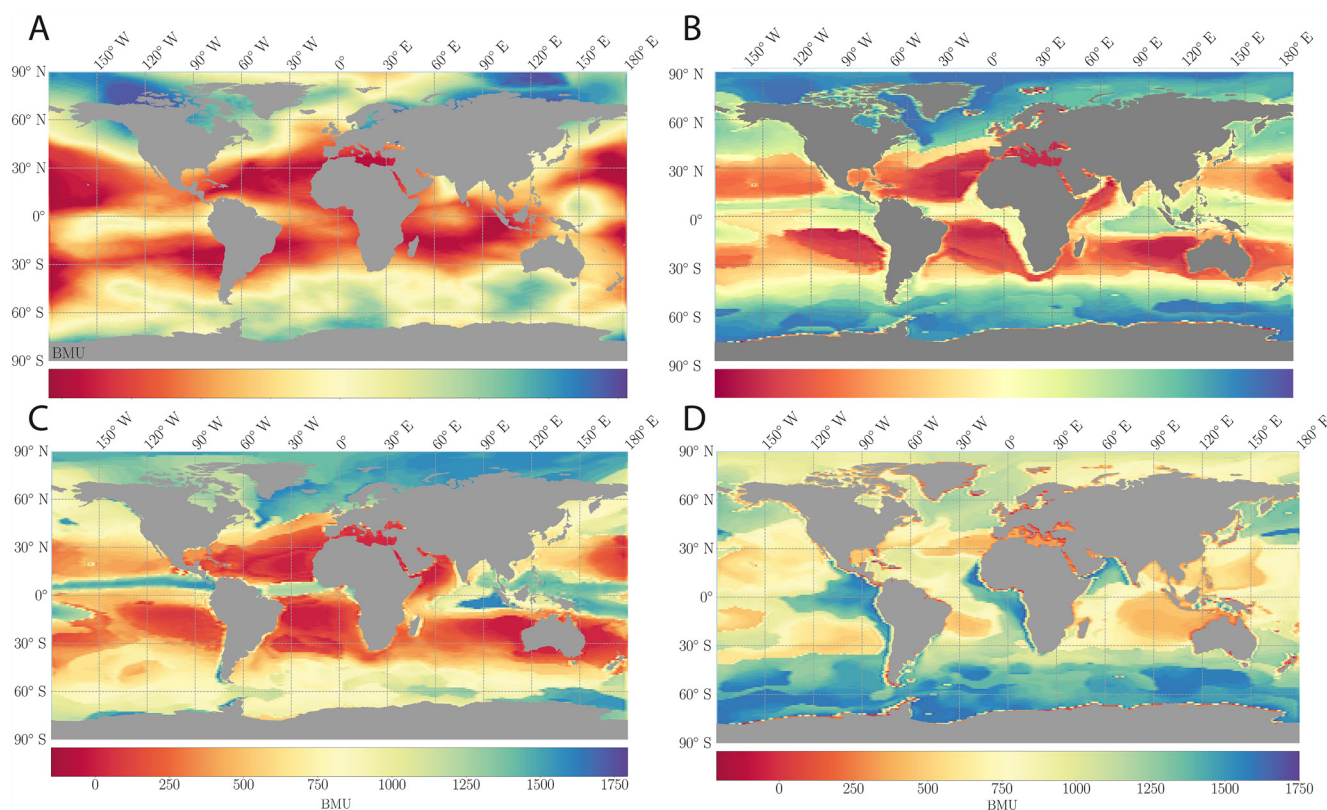 A B
150° W 120° W 90° W 60° W 30° W 0° 30° E 60° E 90° E 120° E 150° E 180° E
150° W 120° W 90° W 60° W 30° W 0° 30° E 60° E 90° E 120° E 150° E 180° E
90° N 90° N
60° N 60° N
30° N 30° N
0° 0°
30° S 30° S
60° S 60° S
BMU
90° S 90° S
C D
150° W 120° W 90° W 60° W 30° W 0° 30° E 60° E 90° E 120° E 150° E 180° E
150° W 120° W 90° W 60° W 30° W 0° 30° E 60° E 90° E 120° E 150° E
90° N 90° N
60° N 60° N
30° N 30° N
0° 0°
30° S 30° S
60° S 60° S
90° S 90° S
0 250 500 750 1000 1250 1500 1750
0 250 500 750 1000 1250 1500 1750
BMU BMU